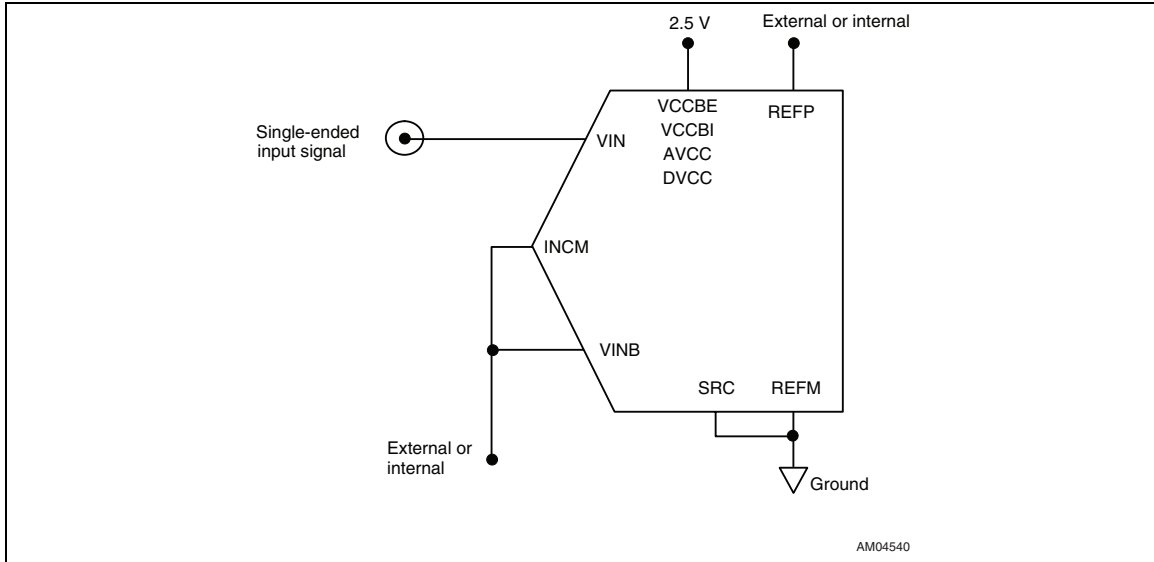 2.5 V
External or internal
VCCBE
VCCBI
AVCC
DVCC
REFP
Single-ended
input signal
VIN
INCM
VINB
SRC
REFM
External or
internal
Ground
AM04540